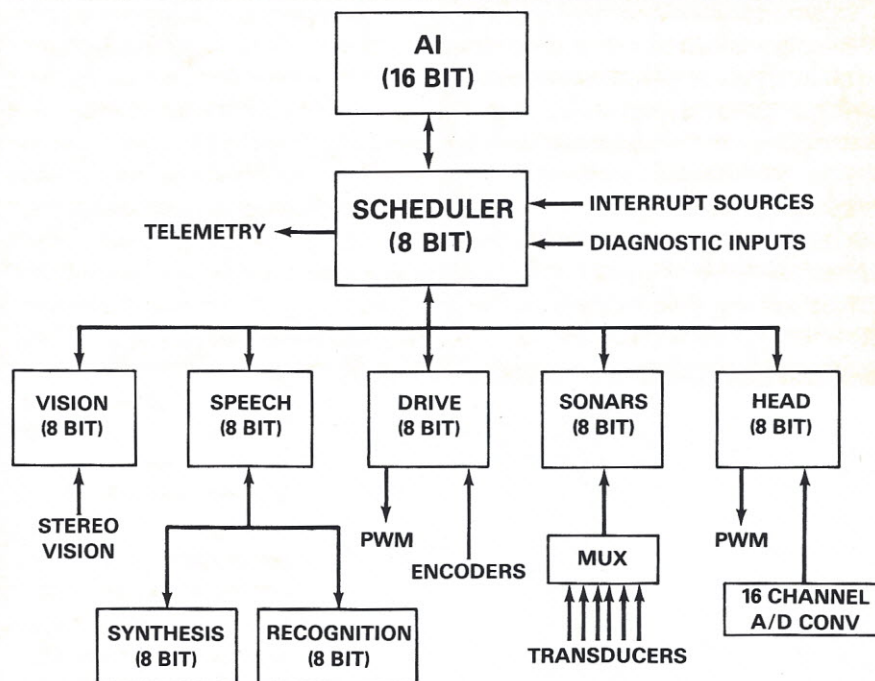 AI
(16 BIT)
SCHEDULER
(8 BIT)
INTERRUPT SOURCES
TELEMETRY
DIAGNOSTIC INPUTS
VISION
(8 BIT)
SPEECH
(8 BIT)
DRIVE
(8 BIT)
SONARS
(8 BIT)
HEAD
(8 BIT)
STEREO
VISION
PWM
ENCODERS
MUX
PWM
SYNTHESIS
(8 BIT)
RECOGNITION
(8 BIT)
TRANSDUCERS
16 CHANNEL
A/D CONV